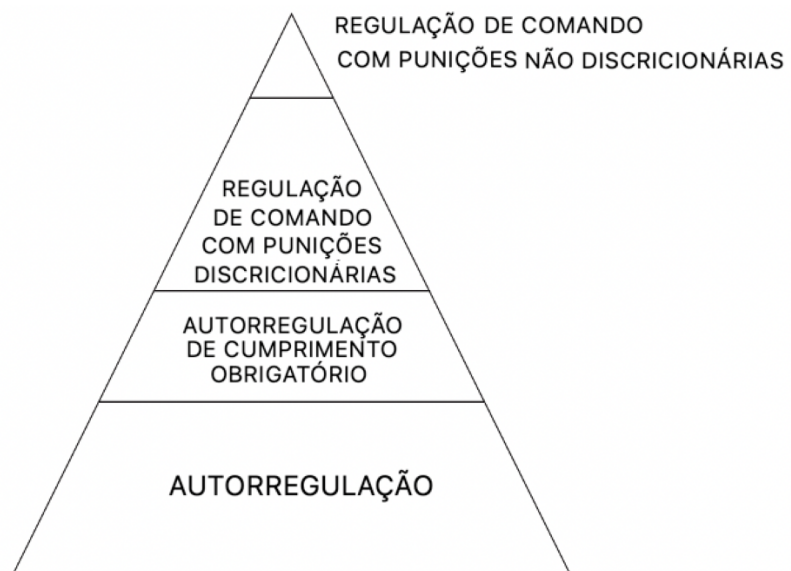 REGULAÇÃO DE COMANDO
COM PUNIÇÕES NÃO DISCRICIONÁRIAS
REGULAÇÃO
DE COMANDO
COM PUNIÇÕES
DISCRICIONÁRIAS
AUTORREGULAÇÃO
DE CUMPRIMENTO
OBRIGATÓRIO
AUTORREGULAÇÃO